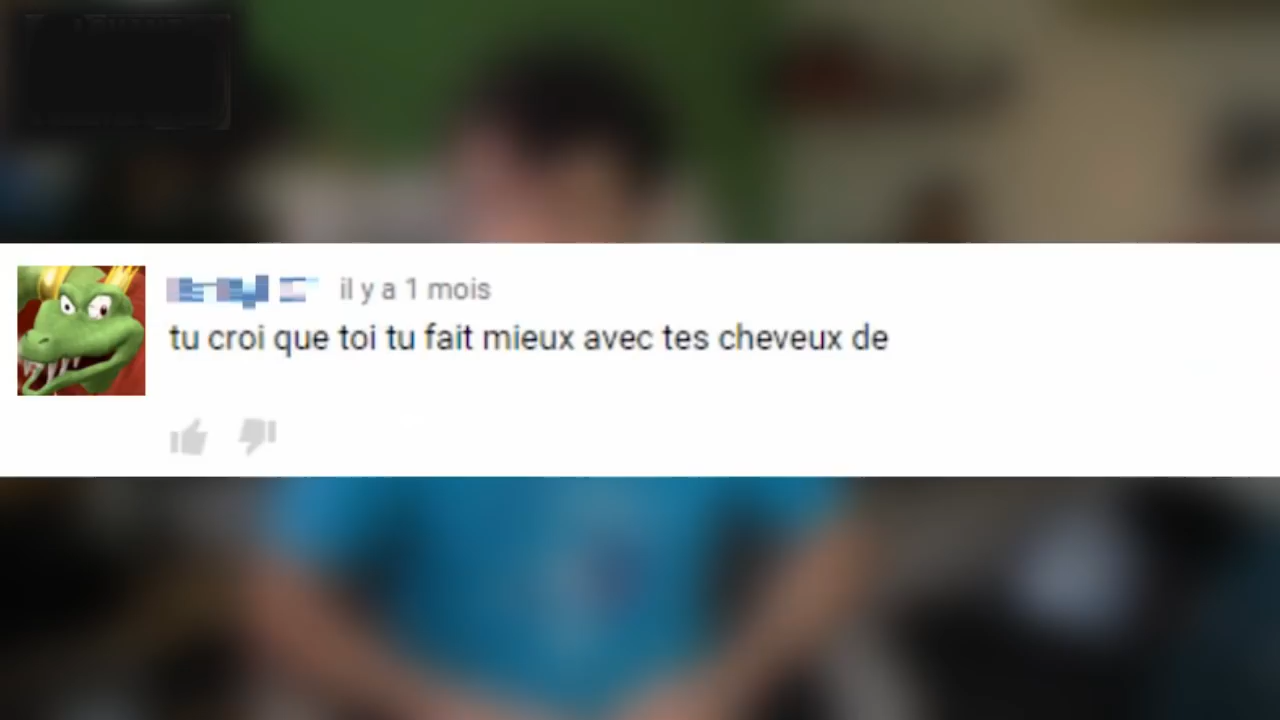 il y a 1 mois
tu croi que toi tu fait mieux avec tes cheveux de